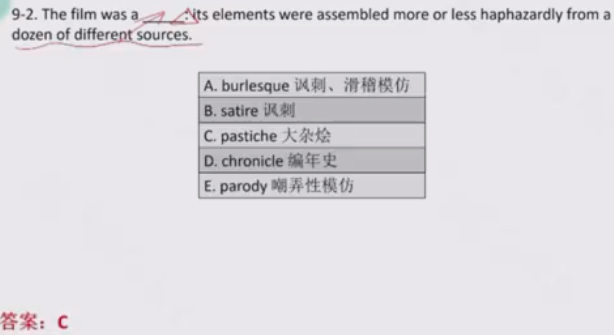 9-2. The film was a ____: its elements were assembled more or less haphazardly from a
dozen of different sources.
A. burlesque 讽刺、滑稽模仿
B. satire 讽刺
C. pastiche 大杂烩
D. chronicle 编年史
E. parody 嘲弄性模仿
答案：C